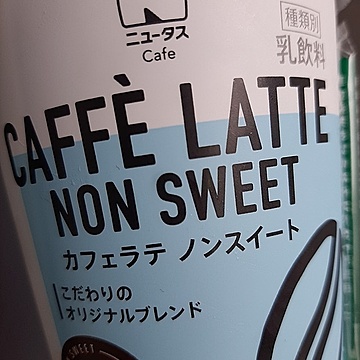 ニュータス
Cafe
種類別
乳飲料
CAFFÈ LATTE
NON SWEET
カフェラテ ノンスイート
こだわりの
オリジナルブレンド
SWEET